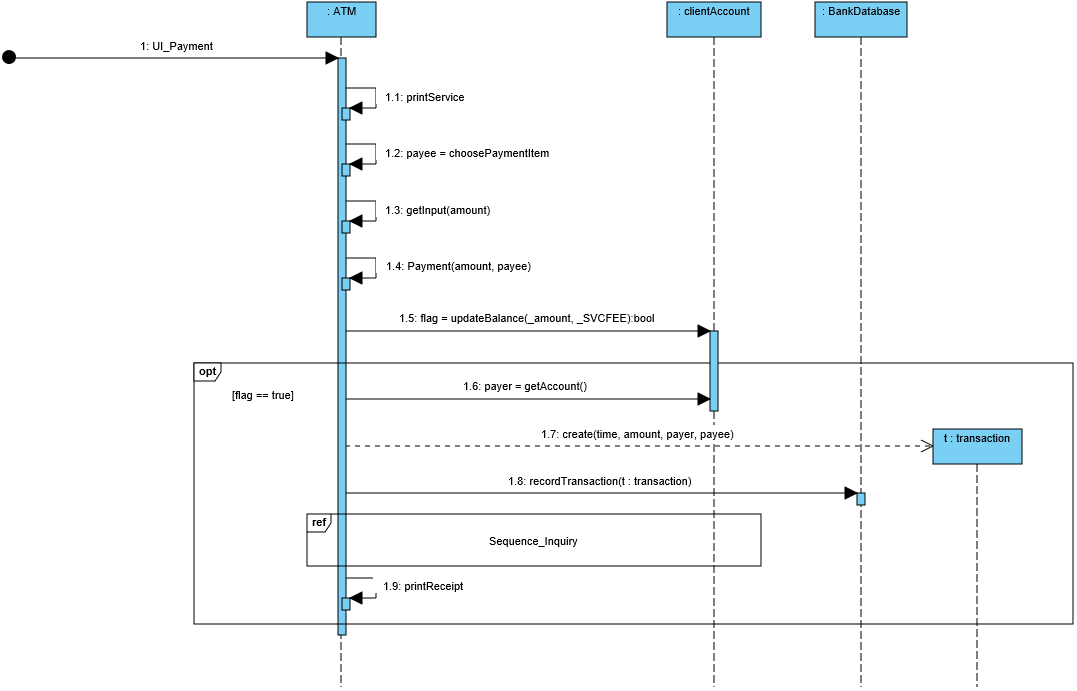 : ATM
: clientAccount
: BankDatabase
1: UI_Payment
1.1: printService
1.2: payee = choosePaymentItem
1.3: getInput(amount)
1.4: Payment(amount, payee)
1.5: flag = updateBalance(_amount, _SVCFEE):bool
opt
[flag == true]
1.6: payer = getAccount()
1.7: create(time, amount, payer, payee)
t : transaction
1.8: recordTransaction(t : transaction)
ref
Sequence_Inquiry
1.9: printReceipt